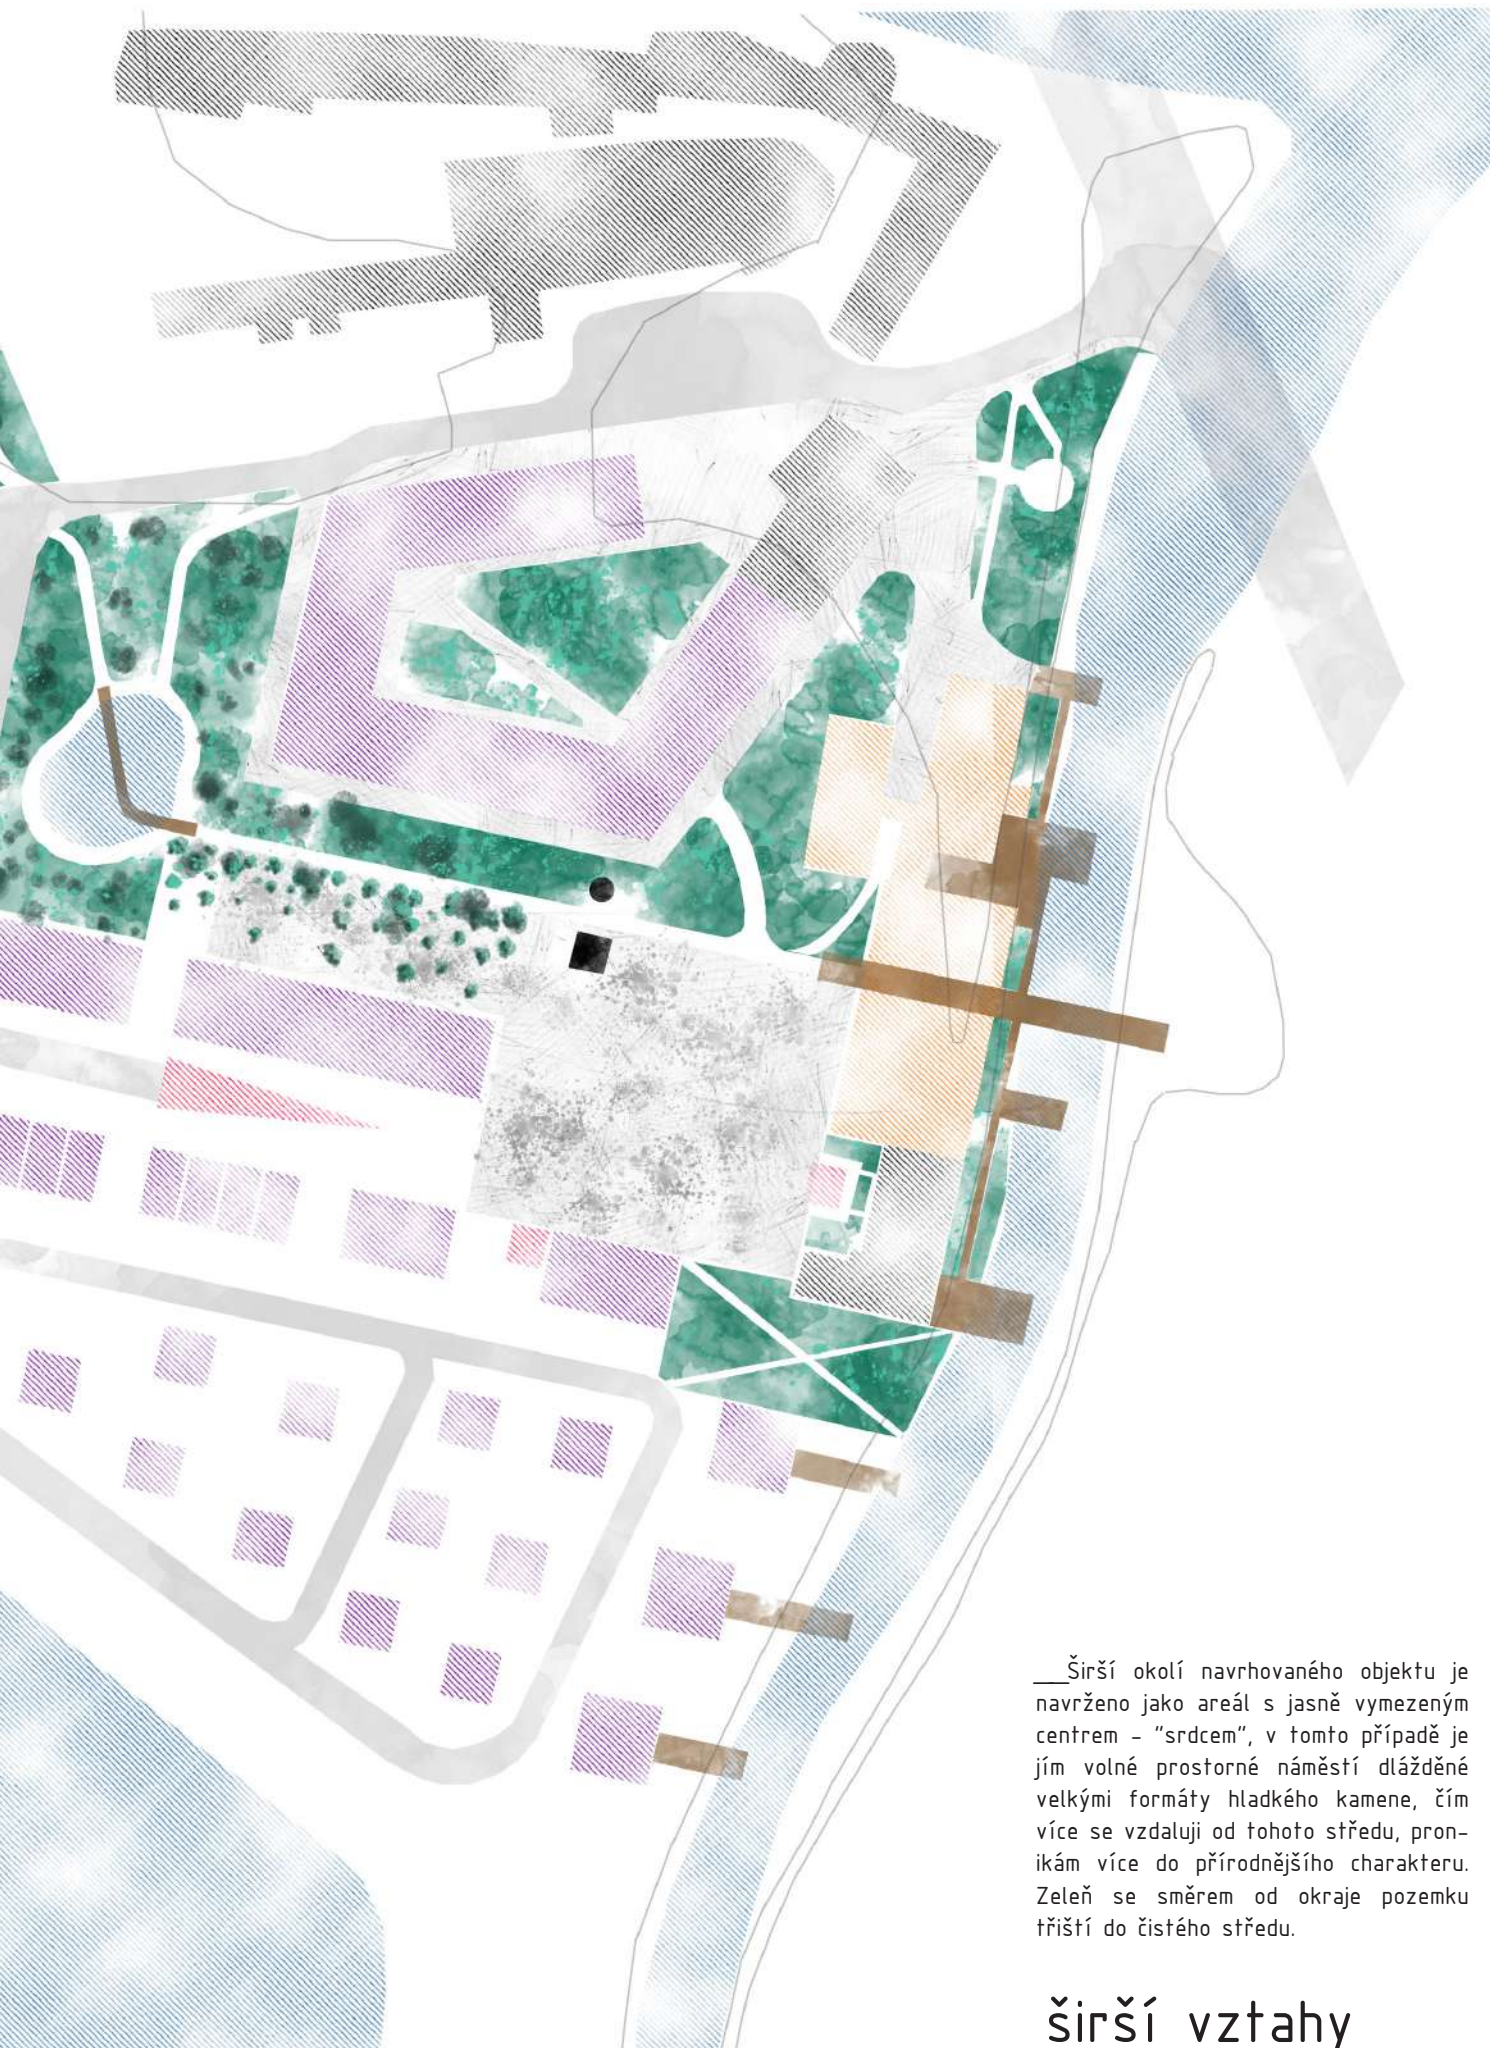 __Širší okolí navrhovaného objektu je
navrženo jako areál s jasně vymezeným
centrem - "srdcem", v tomto případě je
jím volné prostorné náměstí dlážděné
velkými formáty hladkého kamene, čím
více se vzdaluji od tohoto středu, pron-
ikám více do přírodnějšího charakteru.
Zeleň se směrem od okraje pozemku
tříští do čistého středu.
širší vztahy